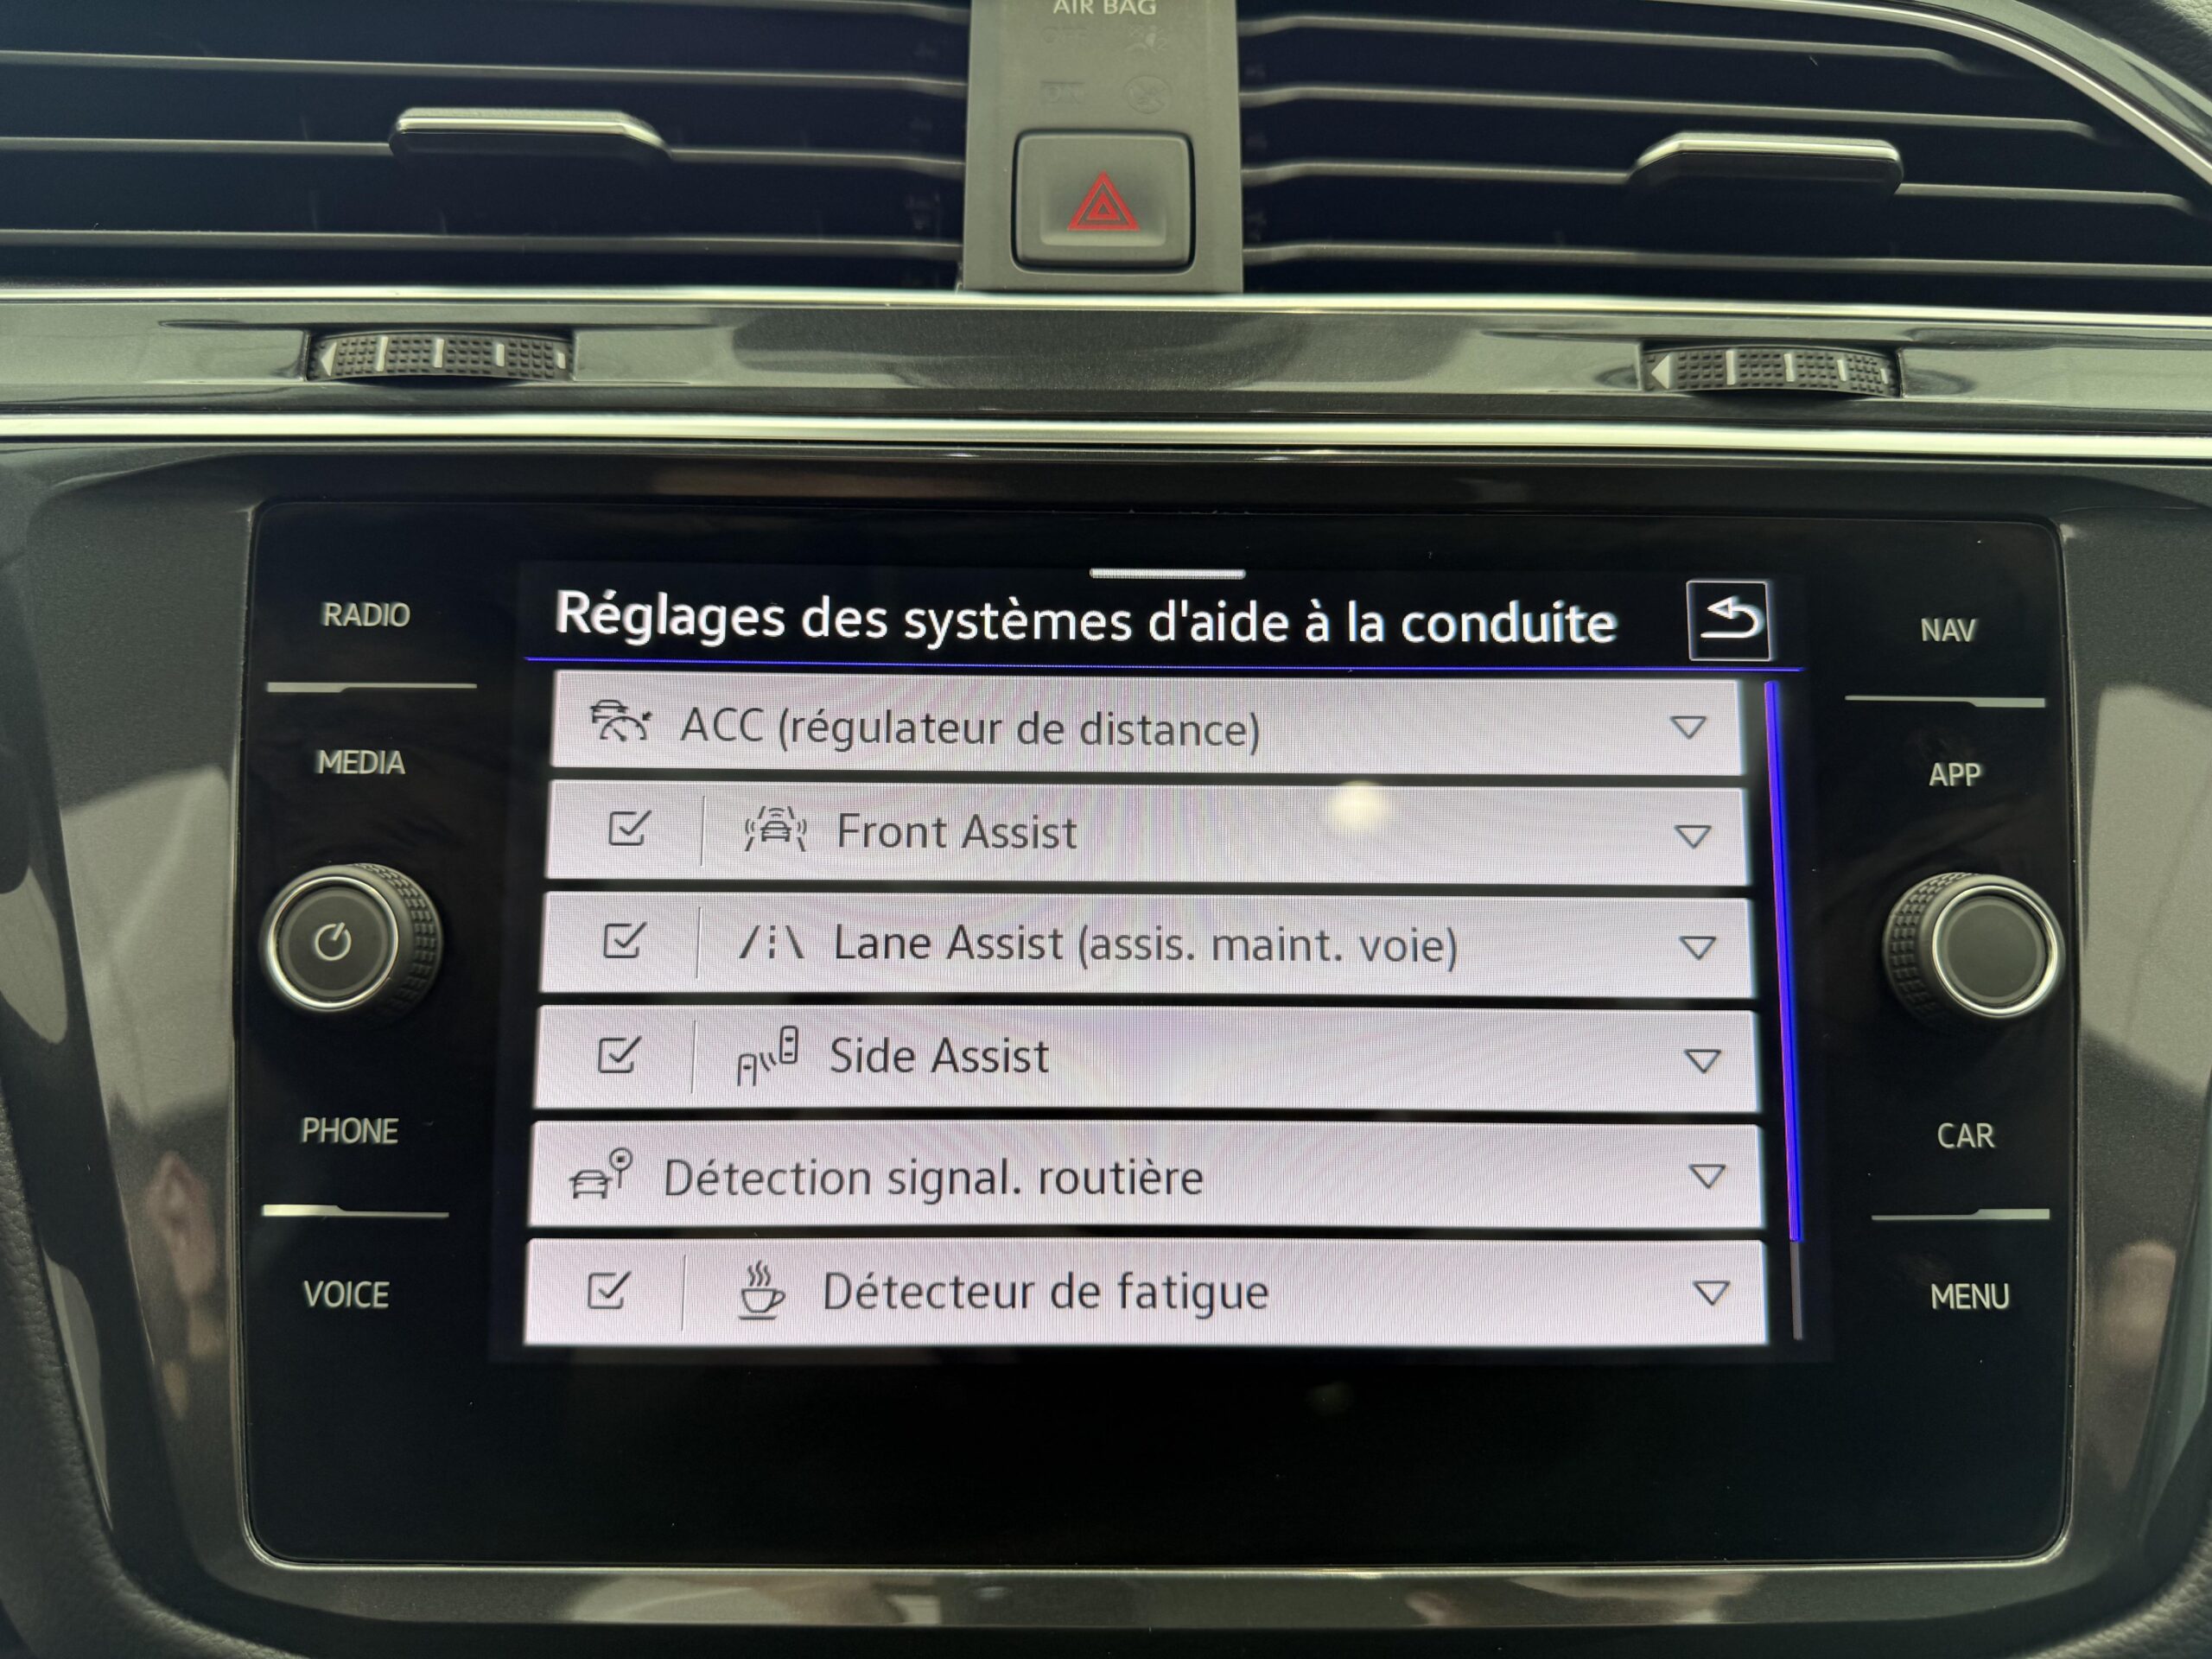 AIR BAG
RADIO
MEDIA
PHONE
VOICE
Réglages des systèmes d'aide à la conduite
ACC (régulateur de distance)
Front Assist
Lane Assist (assis. maint. voie)
Side Assist
Détection signal. routière
Détecteur de fatigue
NAV
APP
CAR
MENU